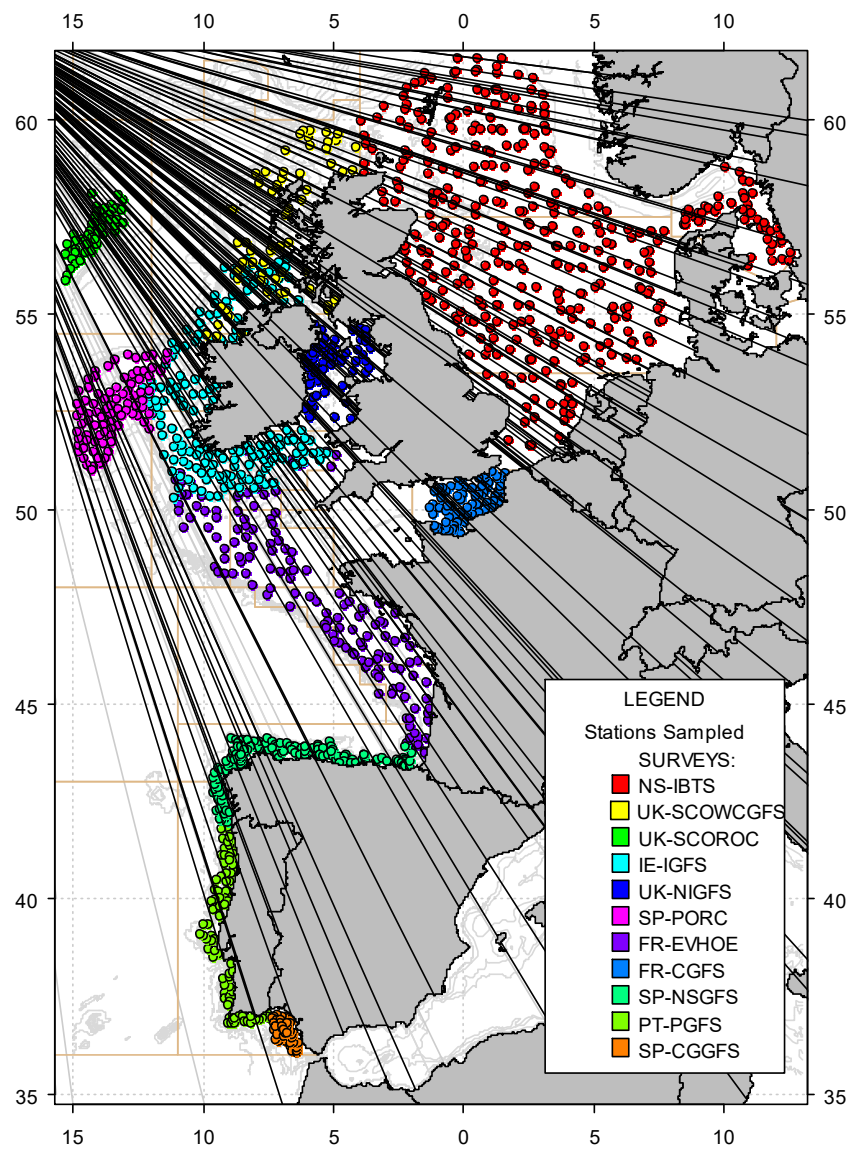 15 10 5 0 5 10
60 60
55 55
50 50
45 45
40 40
35 35
LEGEND
Stations Sampled
SURVEYS:
NS-IBTS
UK-SCOWCGFS
UK-SCOROC
IE-IGFS
UK-NIGFS
SP-PORC
FR-EVHOE
FR-CGFS
SP-NSGFS
PT-PGFS
SP-CGGFS
15 10 5 0 5 10